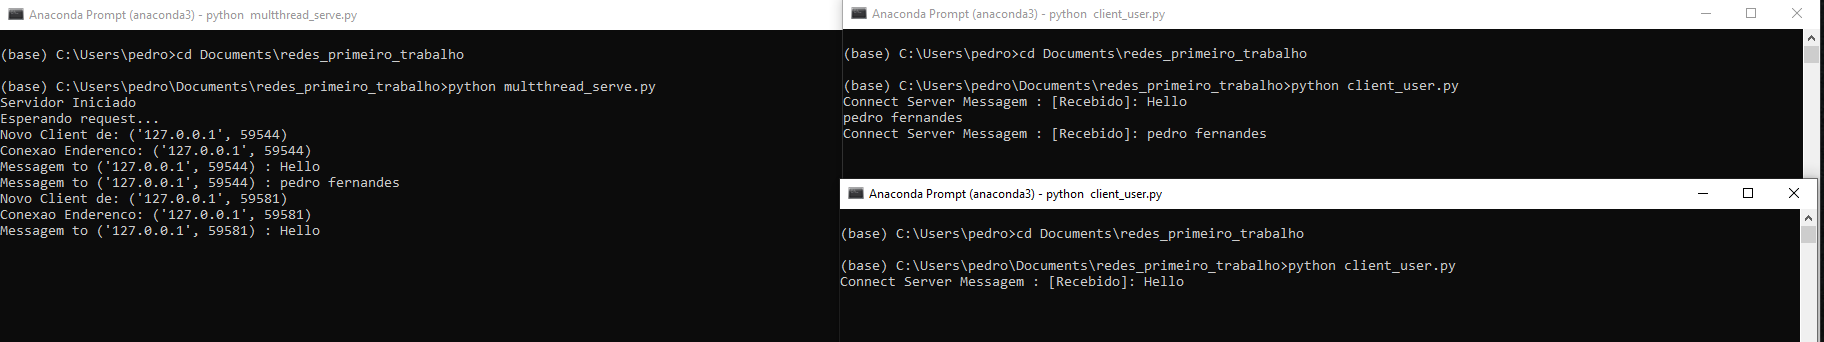 Anaconda Prompt (anaconda3) - python  multthread_serve.py
(base) C:\Users\pedro>cd Documents\redes_primeiro_trabalho
(base) C:\Users\pedro\Documents\redes_primeiro_trabalho>python multthread_serve.py
Servidor Iniciado
Esperando request...
Novo Client de: ('127.0.0.1', 59544)
Conexao Enderenco: ('127.0.0.1', 59544)
Messagem to ('127.0.0.1', 59544) : Hello
Messagem to ('127.0.0.1', 59544) : pedro fernandes
Novo Client de: ('127.0.0.1', 59581)
Conexao Enderenco: ('127.0.0.1', 59581)
Messagem to ('127.0.0.1', 59581) : Hello
Anaconda Prompt (anaconda3) - python  client_user.py
(base) C:\Users\pedro>cd Documents\redes_primeiro_trabalho
(base) C:\Users\pedro\Documents\redes_primeiro_trabalho>python client_user.py
Connect Server Messagem : [Recebido]: Hello
pedro fernandes
Connect Server Messagem : [Recebido]: pedro fernandes
Anaconda Prompt (anaconda3) - python  client_user.py
(base) C:\Users\pedro>cd Documents\redes_primeiro_trabalho
(base) C:\Users\pedro\Documents\redes_primeiro_trabalho>python client_user.py
Connect Server Messagem : [Recebido]: Hello